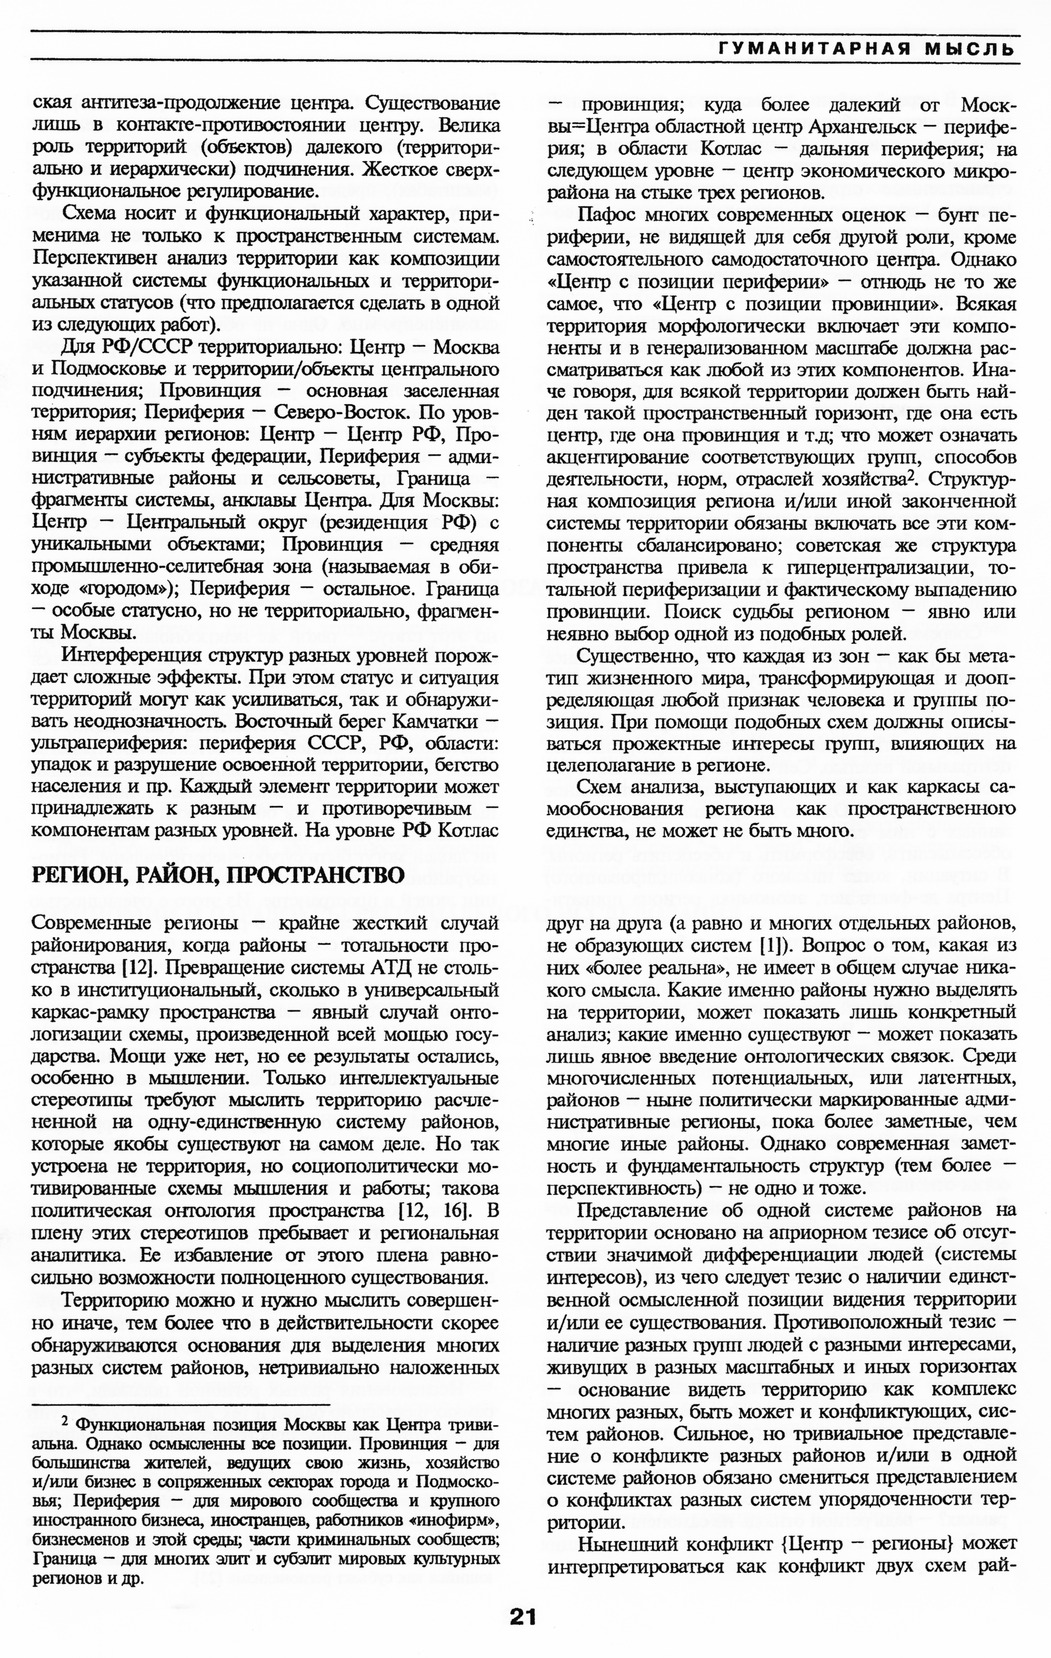 ГУМАНИТАРНАЯ МЫСЛЬ
ская антитеза-продолжение центра. Существование
лишь в контакте-противостоянии центру. Велика
роль территорий (объектов) далекого (территори-
ально и иерархически) подчинения. Жесткое сверх-
функциональное регулирование.
Схема носит и функциональный характер, при-
менима не только к пространственным системам.
Перспективен анализ территории как композиции
указанной системы функциональных и территори-
альных статусов (что предполагается сделать в одной
из следующих работ).
Для РФ/СССР территориально: Центр — Москва
и Подмосковье и территории/объекты центрального
подчинения; Провинция — основная заселенная
территория; Периферия — Северо-Восток. По уров-
ням иерархии регионов: Центр — Центр РФ, Про-
винция — субъекты федерации, Периферия — адми-
нистративные районы и сельсоветы, Граница —
фрагменты системы, анклавы Центра. Для Москвы:
Центр — Центральный округ (резиденция РФ) с
уникальными объектами; Провинция — средняя
промышленно-селитебная зона (называемая в оби-
ходе «городом»); Периферия — остальное. Граница
— особые статусно, но не территориально, фрагмен-
ты Москвы.
Интерференция структур разных уровней порож-
дает сложные эффекты. При этом статус и ситуация
территорий могут как усиливаться, так и обнаружи-
вать неоднозначность. Восточный берег Камчатки —
ультрапериферия: периферия СССР, РФ, области:
упадок и разрушение освоенной территории, бегство
населения и пр. Каждый элемент территории может
принадлежать к разным — и противоречивым —
компонентам разных уровней. На уровне РФ Котлас
— провинция; куда более далекий от Моск-
вы=Центра областной центр Архангельск — перифе-
рия; в области Котлас — дальняя периферия; на
следующем уровне — центр экономического микро-
района на стыке трех регионов.
Пафос многих современных оценок — бунт пе-
риферии, не видящей для себя другой роли, кроме
самостоятельного самодостаточного центра. Однако
«Центр с позиции периферии» — отнюдь не то же
самое, что «Центр с позиции провинции». Всякая
территория морфологически включает эти компо-
ненты и в генерализованном масштабе должна рас-
сматриваться как любой из этих компонентов. Ина-
че говоря, для всякой территории должен быть най-
ден такой пространственный горизонт, где она есть
центр, где она провинция и т.д; что может означать
акцентирование соответствующих групп, способов
деятельности, норм, отраслей хозяйства². Структур-
ная композиция региона и/или иной законченной
системы территории обязаны включать все эти ком-
поненты сбалансировано; советская же структура
пространства привела к гиперцентрализации, то-
тальной периферизации и фактическому выпадению
провинции. Поиск судьбы регионом — явно или
неявно выбор одной из подобных ролей.
Существенно, что каждая из зон — как бы мета-
тип жизненного мира, трансформирующая и дооп-
ределяющая любой признак человека и группы по-
зиция. При помощи подобных схем должны описы-
ваться прожектные интересы групп, влияющих на
целеполагание в регионе.
Схем анализа, выступающих и как каркасы са-
мообоснования региона как пространственного
единства, не может не быть много.
РЕГИОН, РАЙОН, ПРОСТРАНСТВО
Современные регионы — крайне жесткий случай
районирования, когда районы — тотальности про-
странства [12]. Превращение системы АТД не столь-
ко в институциональный, сколько в универсальный
каркас-рамку пространства — явный случай онто-
логизации схемы, произведенной всей мощью госу-
дарства. Мощи уже нет, но ее результаты остались,
особенно в мышлении. Только интеллектуальные
стереотипы требуют мыслить территорию расчле-
ненной на одну-единственную систему районов,
которые якобы существуют на самом деле. Но так
устроена не территория, но социополитически мо-
тивированные схемы мышления и работы; такова
политическая онтология пространства [12, 16]. В
плену этих стереотипов пребывает и региональная
аналитика. Ее избавление от этого плена равно-
сильно возможности полноценного существования.
Территорию можно и нужно мыслить совершен-
но иначе, тем более что в действительности скорее
обнаруживаются основания для выделения многих
разных систем районов, нетривиально наложенных
² Функциональная позиция Москвы как Центра триви-
альна. Однако осмысленны все позиции. Провинция — для
большинства жителей, ведущих свою жизнь, хозяйство
и/или бизнес в сопряженных секторах города и Подмоско-
вья; Периферия — для мирового сообщества и крупного
иностранного бизнеса, иностранцев, работников «инофирм»,
бизнесменов и этой среды; части криминальных сообществ;
Граница — для многих элит и субэлит мировых культурных
регионов и др.
друг на друга (а равно и многих отдельных районов,
не образующих систем [1]). Вопрос о том, какая из
них «более реальна», не имеет в общем случае ника-
кого смысла. Какие именно районы нужно выделять
на территории, может показать лишь конкретный
анализ; какие именно существуют — может показать
лишь явное введение онтологических связок. Среди
многочисленных потенциальных, или латентных,
районов — ныне политически маркированные адми-
нистративные регионы, пока более заметные, чем
многие иные районы. Однако современная замет-
ность и фундаментальность структур (тем более —
перспективность) — не одно и тоже.
Представление об одной системе районов на
территории основано на априорном тезисе об отсут-
ствии значимой дифференциации людей (системы
интересов), из чего следует тезис о наличии единст-
венной осмысленной позиции видения территории
и/или ее существования. Противоположный тезис —
наличие разных групп людей с разными интересами,
живущих в разных масштабных и иных горизонтах
— основание видеть территорию как комплекс
многих разных, быть может и конфликтующих, сис-
тем районов. Сильное, но тривиальное представле-
ние о конфликте разных районов и/или в одной
системе районов обязано смениться представлением
о конфликтах разных систем упорядоченности тер-
ритории.
Нынешний конфликт {Центр — регионы} может
интерпретироваться как конфликт двух схем рай-
21